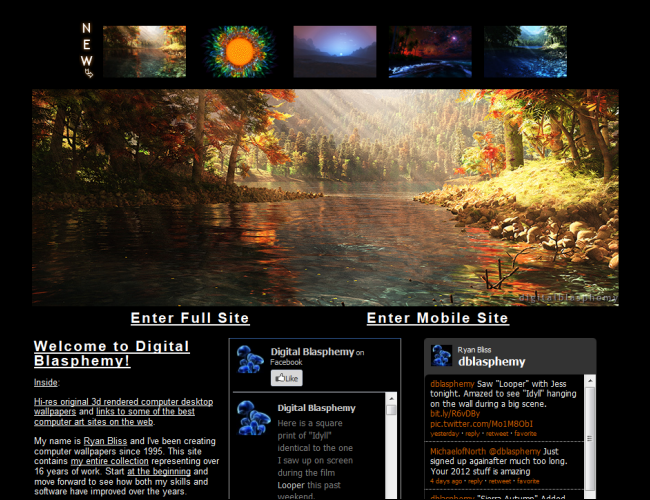 NEW
digitalblasphemy
Enter Full Site
Enter Mobile Site
Welcome to Digital
Blasphemy!
Inside:
Hi-res original 3d rendered computer desktop
wallpapers and links to some of the best
computer art sites on the web.
My name is Ryan Bliss and I've been creating
computer wallpapers since 1995. This site
contains my entire collection representing over
16 years of work. Start at the beginning and
move forward to see how both my skills and
software have improved over the years.
Digital Blasphemy on
Facebook
Like
Digital Blasphemy
Here is a square
print of "Idyll"
identical to the one
I saw up on screen
during the film
Looper this past
weekend.
Ryan Bliss
dblasphemy
dblasphemy Saw "Looper" with Jess
tonight. Amazed to see "Idyll" hanging
on the wall during a big scene.
bit.ly/R6vDBy
pic.twitter.com/Mo1M8ObI
yesterday · reply · retweet · favorite
MichaelofNorth @dblasphemy Just
signed up againafter much too long.
Your 2012 stuff is amazing
4 days ago · reply · retweet · favorite
dblasphemy "Sierra Autumn" Added